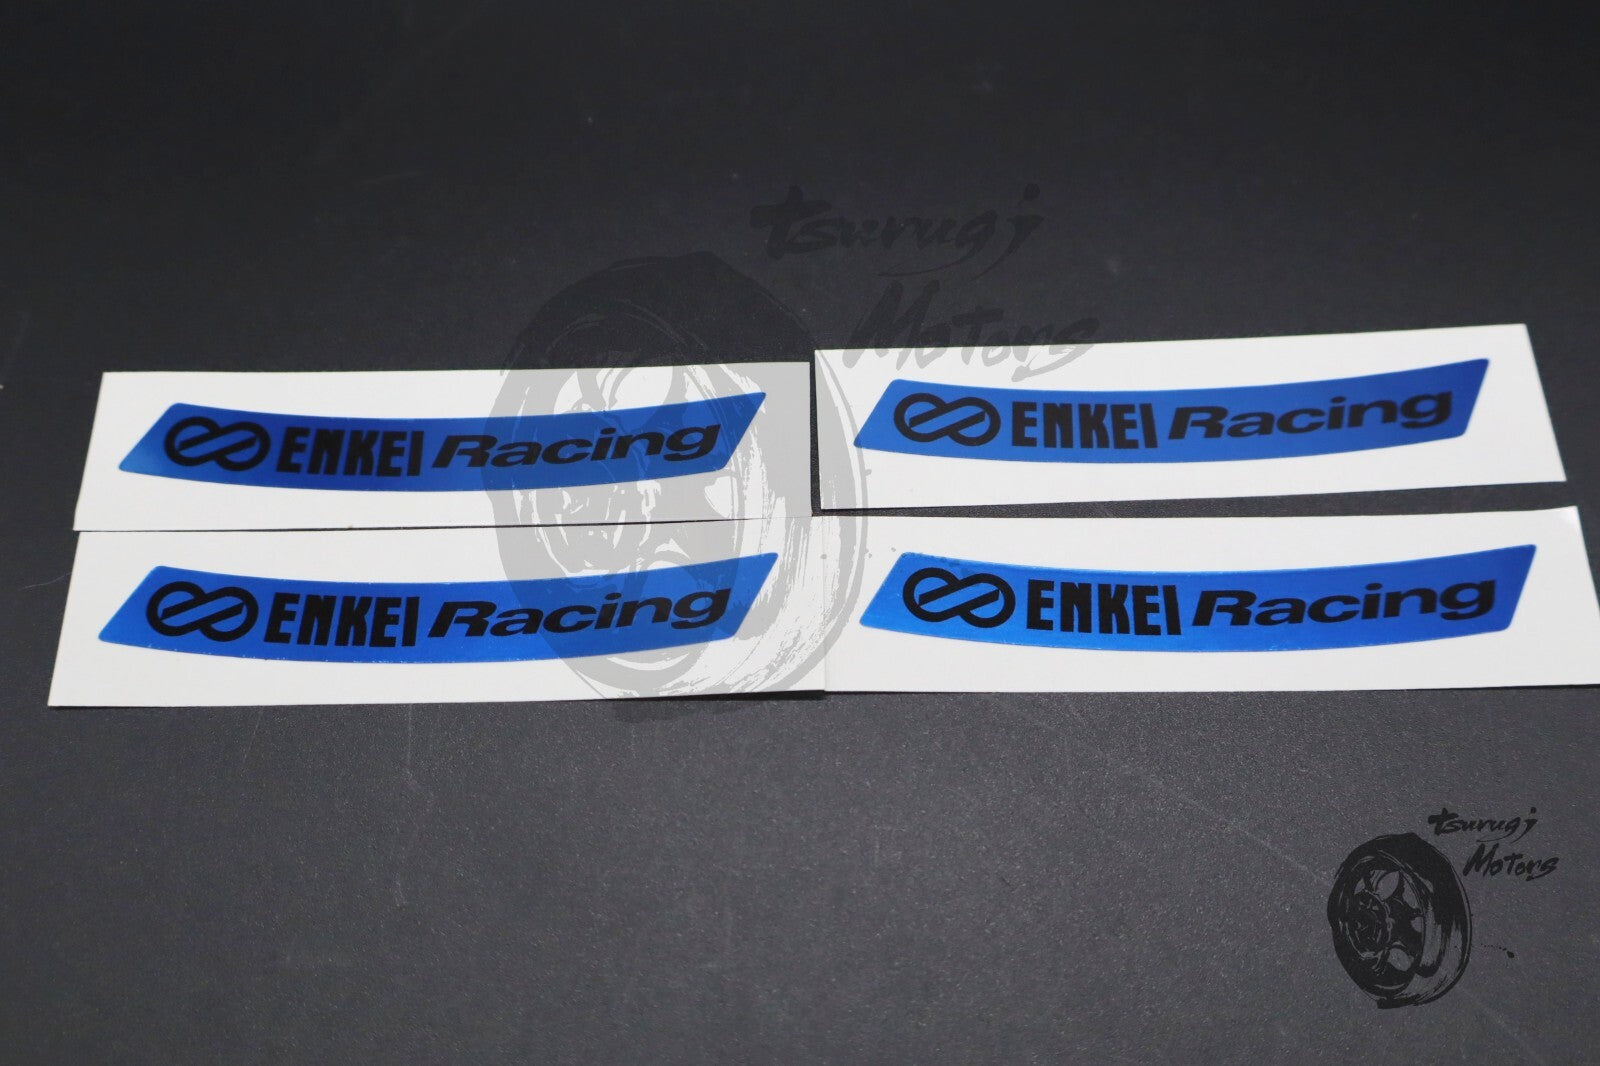 tsurugi
Motors
ENKEI Racing
ENKEI Racing
ENKEI Racing
ENKEI Racing
tsurugi
Motors